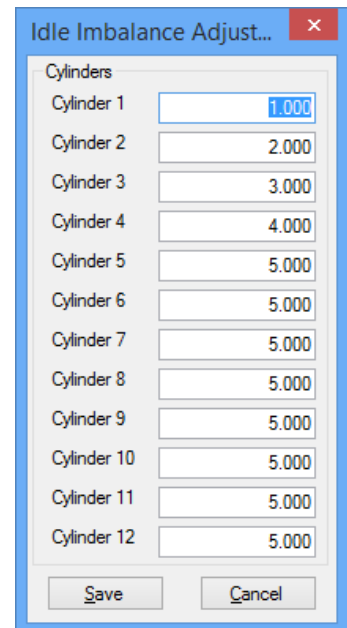 Idle Imbalance Adjust...
Cylinders
Cylinder 1 1.000
Cylinder 2 2.000
Cylinder 3 3.000
Cylinder 4 4.000
Cylinder 5 5.000
Cylinder 6 5.000
Cylinder 7 5.000
Cylinder 8 5.000
Cylinder 9 5.000
Cylinder 10 5.000
Cylinder 11 5.000
Cylinder 12 5.000
Save Cancel